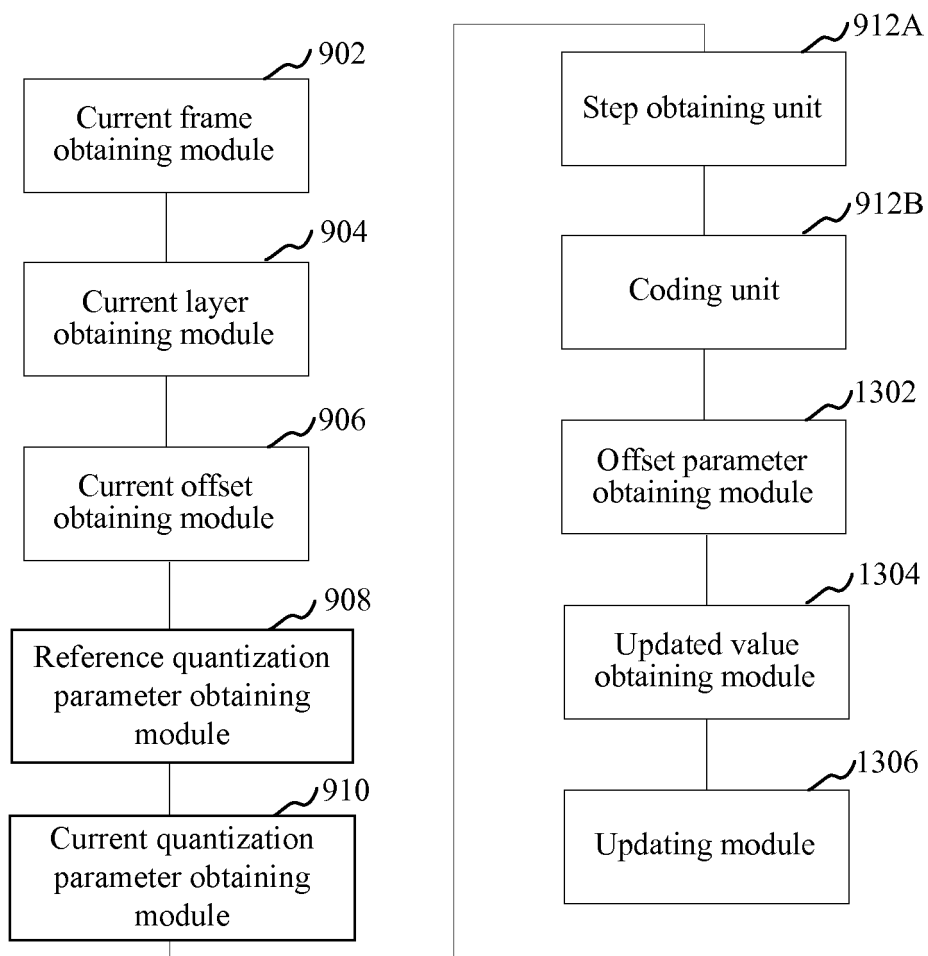 902
Current frame
obtaining module
904
Current layer
obtaining module
906
Current offset
obtaining module
908
Reference quantization
parameter obtaining
module
910
Current quantization
parameter obtaining
module
912A
Step obtaining unit
912B
Coding unit
1302
Offset parameter
obtaining module
1304
Updated value
obtaining module
1306
Updating module